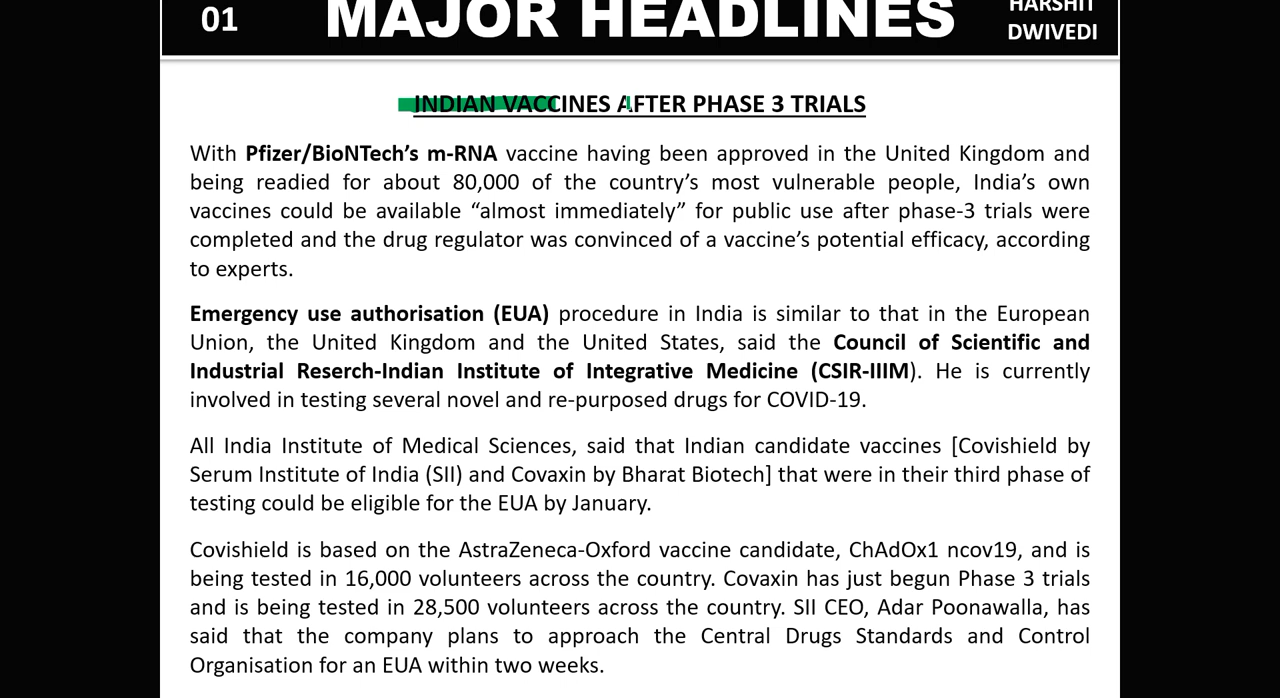 01
MAJOR HEADLINES
HARSHIT
DWIVEDI
INDIAN VACCINES AFTER PHASE 3 TRIALS
With Pfizer/BioNTech’s m-RNA vaccine having been approved in the United Kingdom and
being readied for about 80,000 of the country’s most vulnerable people, India’s own
vaccines could be available “almost immediately” for public use after phase-3 trials were
completed and the drug regulator was convinced of a vaccine’s potential efficacy, according
to experts.
Emergency use authorisation (EUA) procedure in India is similar to that in the European
Union, the United Kingdom and the United States, said the Council of Scientific and
Industrial Reserch-Indian Institute of Integrative Medicine (CSIR-IIIM). He is currently
involved in testing several novel and re-purposed drugs for COVID-19.
All India Institute of Medical Sciences, said that Indian candidate vaccines [Covishield by
Serum Institute of India (SII) and Covaxin by Bharat Biotech] that were in their third phase of
testing could be eligible for the EUA by January.
Covishield is based on the AstraZeneca-Oxford vaccine candidate, ChAdOx1 ncov19, and is
being tested in 16,000 volunteers across the country. Covaxin has just begun Phase 3 trials
and is being tested in 28,500 volunteers across the country. SII CEO, Adar Poonawalla, has
said that the company plans to approach the Central Drugs Standards and Control
Organisation for an EUA within two weeks.